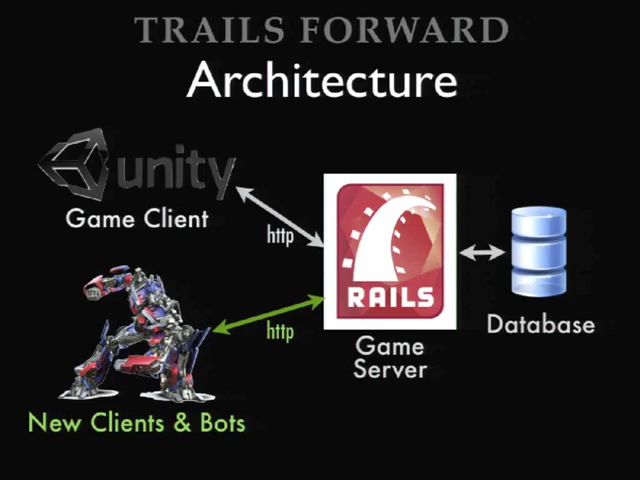 TRAILS FORWARD
Architecture
unity
Game Client
http
RAILS
http
Game
Server
Database
New Clients & Bots